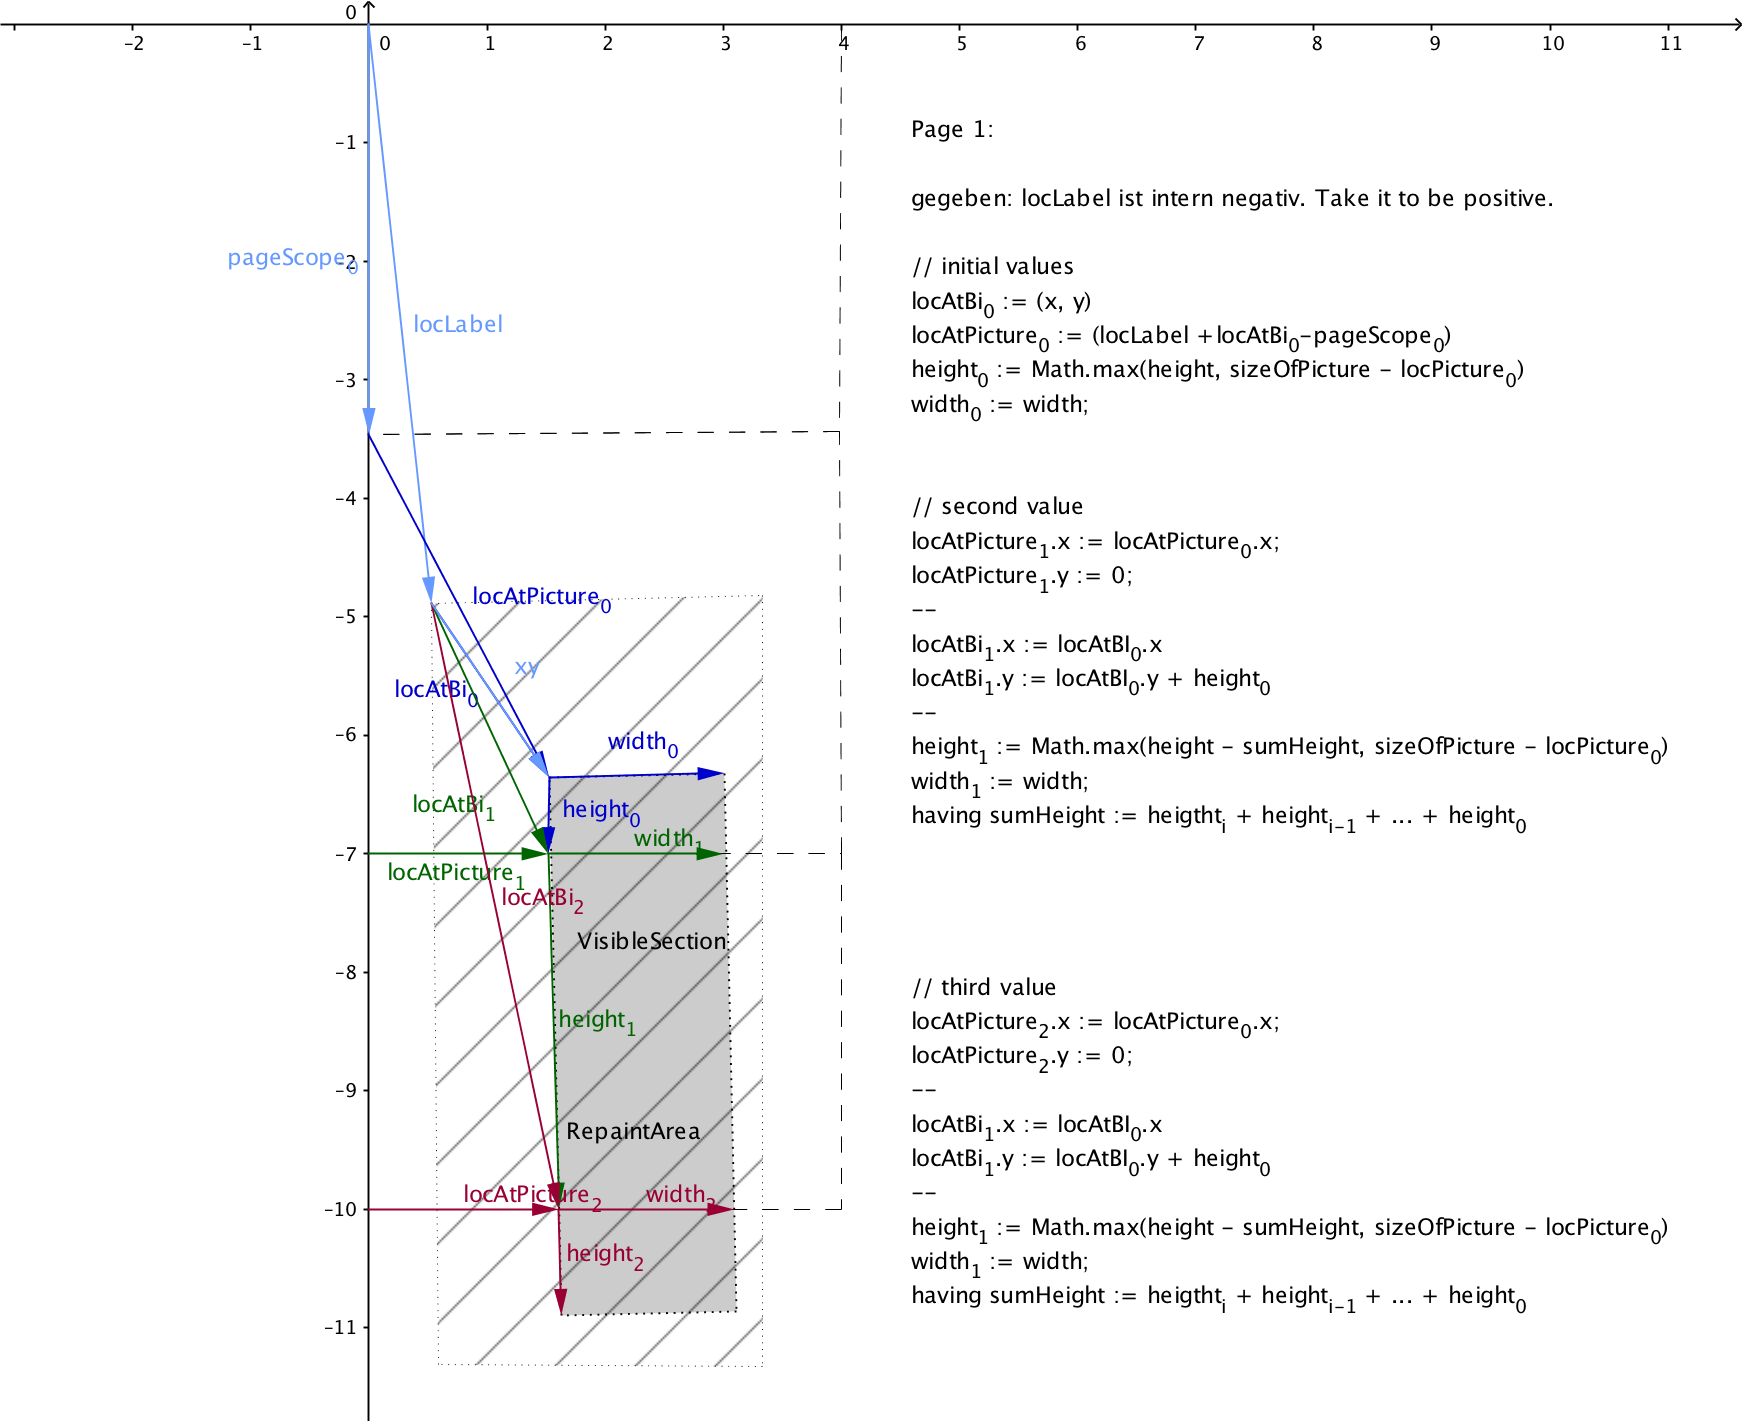 0
-2 -1 0 1 2 3 4 5 6 7 8 9 10 11
-1
-2
-3
-4
-5
-6
-7
-8
-9
-10
-11
pageScope0
locLabel
locAtPicture0
xy
locAtBi0
width0
locAtBi1
height0
width1
locAtPicture1
locAtBi2
VisibleSection
height1
RepaintArea
locAtPicture2
width2
height2
Page 1:
gegeben: locLabel ist intern negativ. Take it to be positive.
// initial values
locAtBi0 := (x, y)
locAtPicture0 := (locLabel +locAtBi0-pageScope0)
height0 := Math.max(height, sizeOfPicture - locPicture0)
width0 := width;
// second value
locAtPicture1.x := locAtPicture0.x;
locAtPicture1.y := 0;
--
locAtBi1.x := locAtBI0.x
locAtBi1.y := locAtBI0.y + height0
--
height1 := Math.max(height - sumHeight, sizeOfPicture - locPicture0)
width1 := width;
having sumHeight := heigthti + heighti-1 + ... + height0
// third value
locAtPicture2.x := locAtPicture0.x;
locAtPicture2.y := 0;
--
locAtBi1.x := locAtBI0.x
locAtBi1.y := locAtBI0.y + height0
--
height1 := Math.max(height - sumHeight, sizeOfPicture - locPicture0)
width1 := width;
having sumHeight := heigthti + heighti-1 + ... + height0